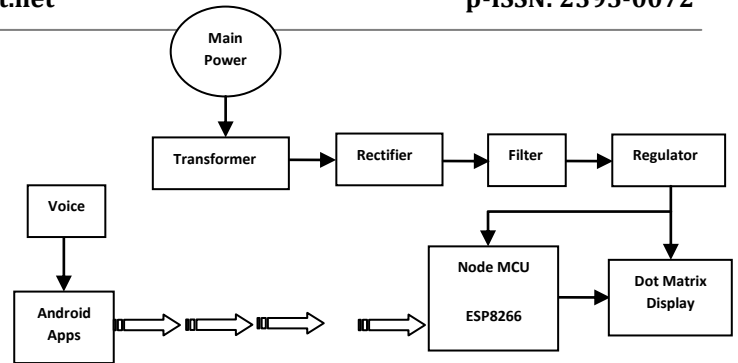 t.net
p-ISSN: 2395-0072
Main
Power
Transformer
Rectifier
Filter
Regulator
Voice
Node MCU
ESP8266
Dot Matrix
Display
Android
Apps